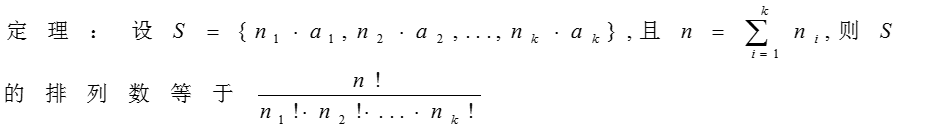 定理：设 S = {n₁·a₁, n₂·a₂, ..., nₖ·aₖ}, 且 n = ∑ᵢ₌₁ᵏ nᵢ, 则 S
的排列数等于 n! / (n₁!·n₂!·...·nₖ!)